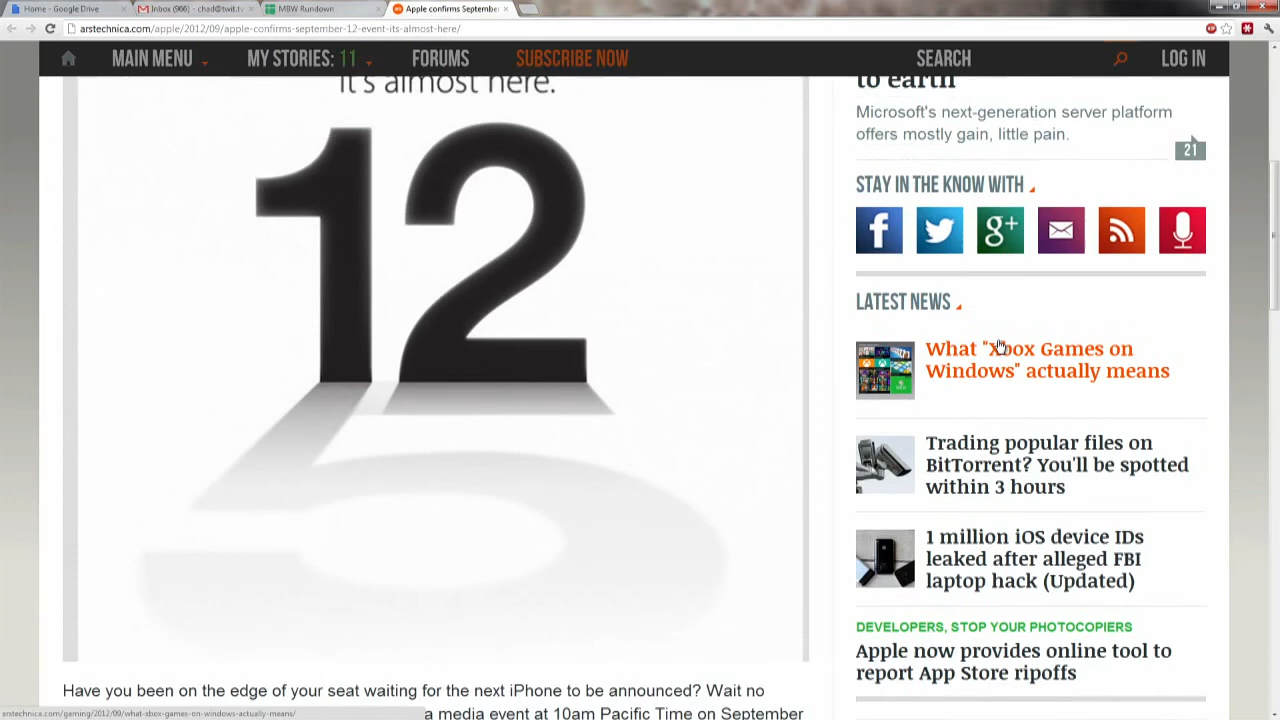 Home - Google Drive
Inbox (966) - chad@twit.tv
MBW Rundown
Apple confirms September
arstechnica.com/apple/2012/09/apple-confirms-september-12-event-its-almost-here/
MAIN MENU
MY STORIES: 11
FORUMS
SUBSCRIBE NOW
SEARCH
LOG IN
It's almost here.
12
5
Have you been on the edge of your seat waiting for the next iPhone to be announced? Wait no
a media event at 10am Pacific Time on September
to earth
Microsoft's next-generation server platform
offers mostly gain, little pain.
21
STAY IN THE KNOW WITH
f
g+
LATEST NEWS
What "Xbox Games on
Windows" actually means
Trading popular files on
BitTorrent? You'll be spotted
within 3 hours
1 million iOS device IDs
leaked after alleged FBI
laptop hack (Updated)
DEVELOPERS, STOP YOUR PHOTOCOPIERS
Apple now provides online tool to
report App Store ripoffs
arstechnica.com/gaming/2012/09/what-xbox-games-on-windows-actually-means/